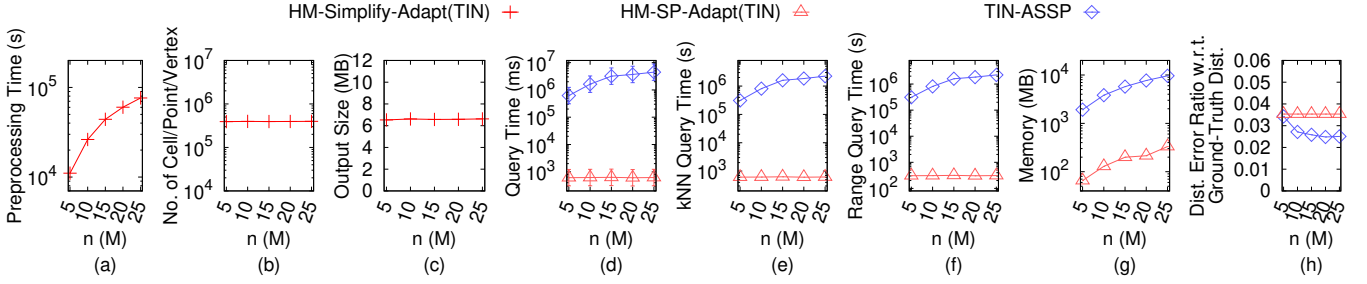 HM-Simplify-Adapt(TIN) HM-SP-Adapt(TIN) TIN-ASSP
Preprocessing Time (s)
10^5
10^4
5 10 15 20 25
n (M)
(a)
No. of Cell/Point/Vertex
10^7
10^6
10^5
10^4
5 10 15 20 25
n (M)
(b)
Output Size (MB)
12
10
8
6
4
2
0
5 10 15 20 25
n (M)
(c)
Query Time (ms)
10^7
10^6
10^5
10^4
10^3
5 10 15 20 25
n (M)
(d)
kNN Query Time (s)
10^6
10^5
10^4
10^3
5 10 15 20 25
n (M)
(e)
Range Query Time (s)
10^6
10^5
10^4
10^3
10^2
5 10 15 20 25
n (M)
(f)
Memory (MB)
10^4
10^3
10^2
5 10 15 20 25
n (M)
(g)
Dist. Error Ratio w.r.t.
Ground-Truth Dist.
0.06
0.05
0.04
0.03
0.02
0.01
0
5 10 15 20 25
n (M)
(h)